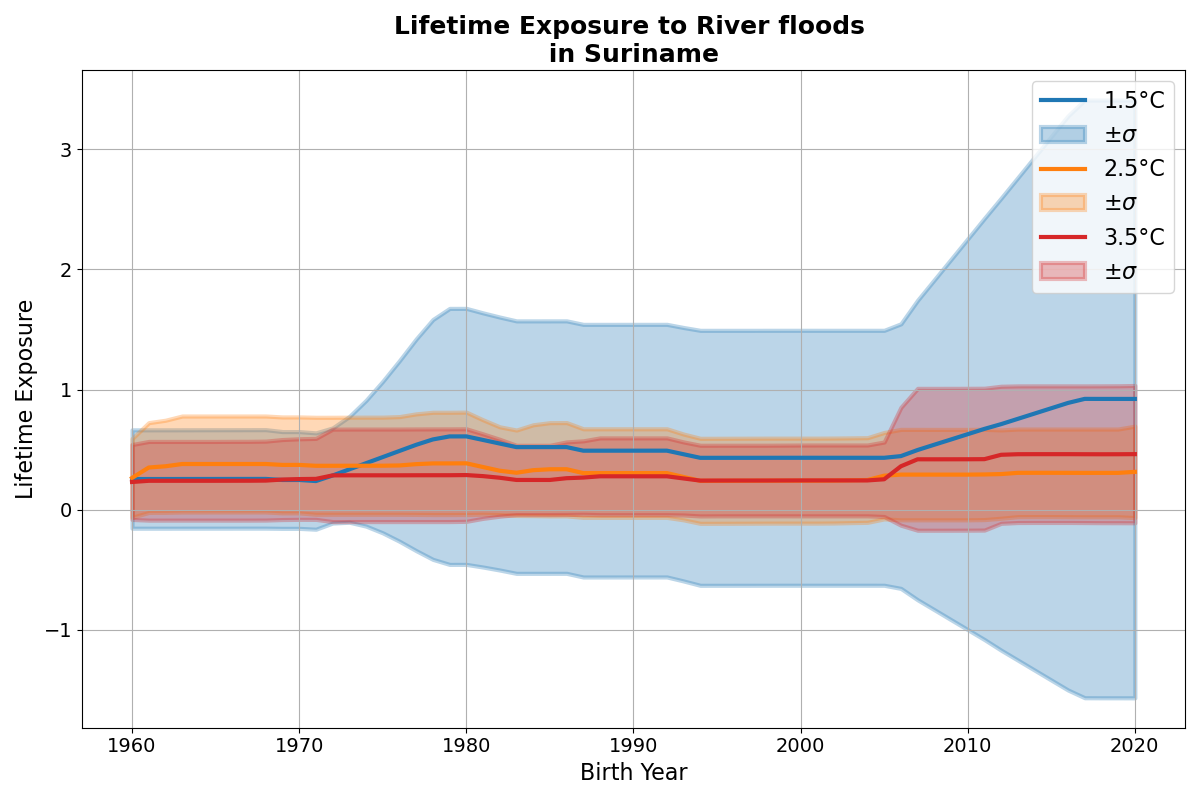 Lifetime Exposure to River floods
in Suriname
1.5°C
±σ
2.5°C
±σ
3.5°C
±σ
Lifetime Exposure
3
2
1
0
−1
1960
1970
1980
1990
2000
2010
2020
Birth Year